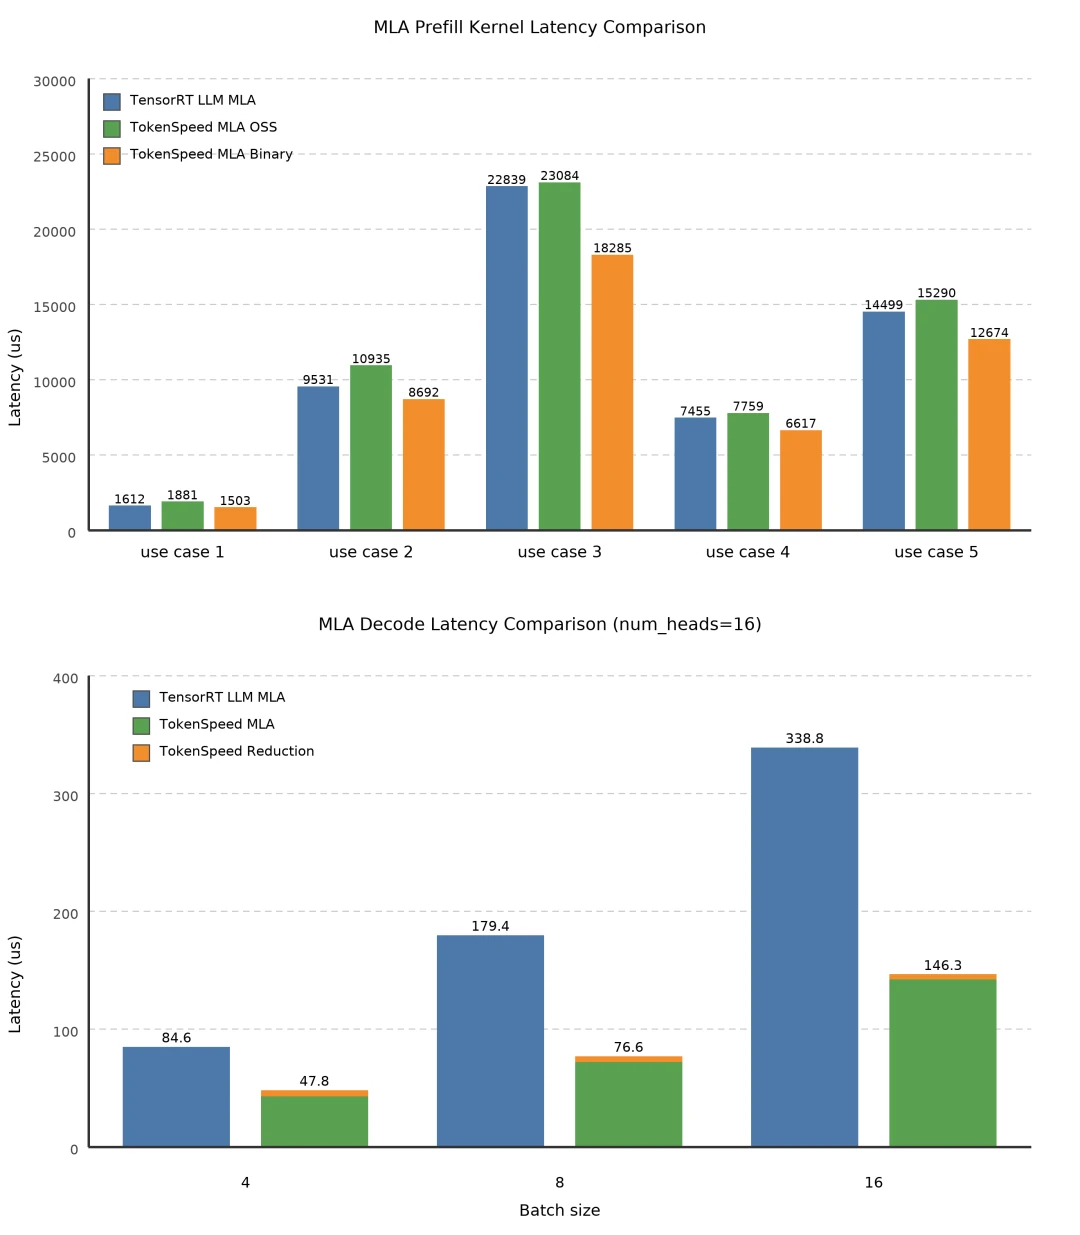 MLA Prefill Kernel Latency Comparison
30000
25000
20000
15000
10000
5000
0
Latency (us)
TensorRT LLM MLA
TokenSpeed MLA OSS
TokenSpeed MLA Binary
1612 1881 1503
9531 10935 8692
22839 23084 18285
7455 7759 6617
14499 15290 12674
use case 1 use case 2 use case 3 use case 4 use case 5
MLA Decode Latency Comparison (num_heads=16)
400
300
200
100
0
Latency (us)
TensorRT LLM MLA
TokenSpeed MLA
TokenSpeed Reduction
84.6 47.8
179.4 76.6
338.8 146.3
4 8 16
Batch size